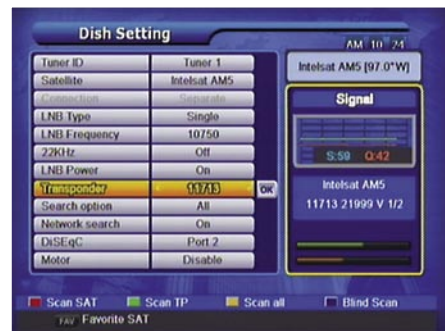 Dish Setting
AM 10 24
Tuner ID Tuner 1
Satellite Intelsat AM5
Connection Separate
LNB Type Single
LNB Frequency 10750
22KHz Off
LNB Power On
Transponder 11713 OK
Search option All
Network search On
DiSEqC Port 2
Motor Disable
Intelsat AM5 [97.0°W]
Signal
S:59 Q:42
Intelsat AM5
11713 21999 V 1/2
Scan SAT Scan TP Scan all Blind Scan
FAV Favorite SAT